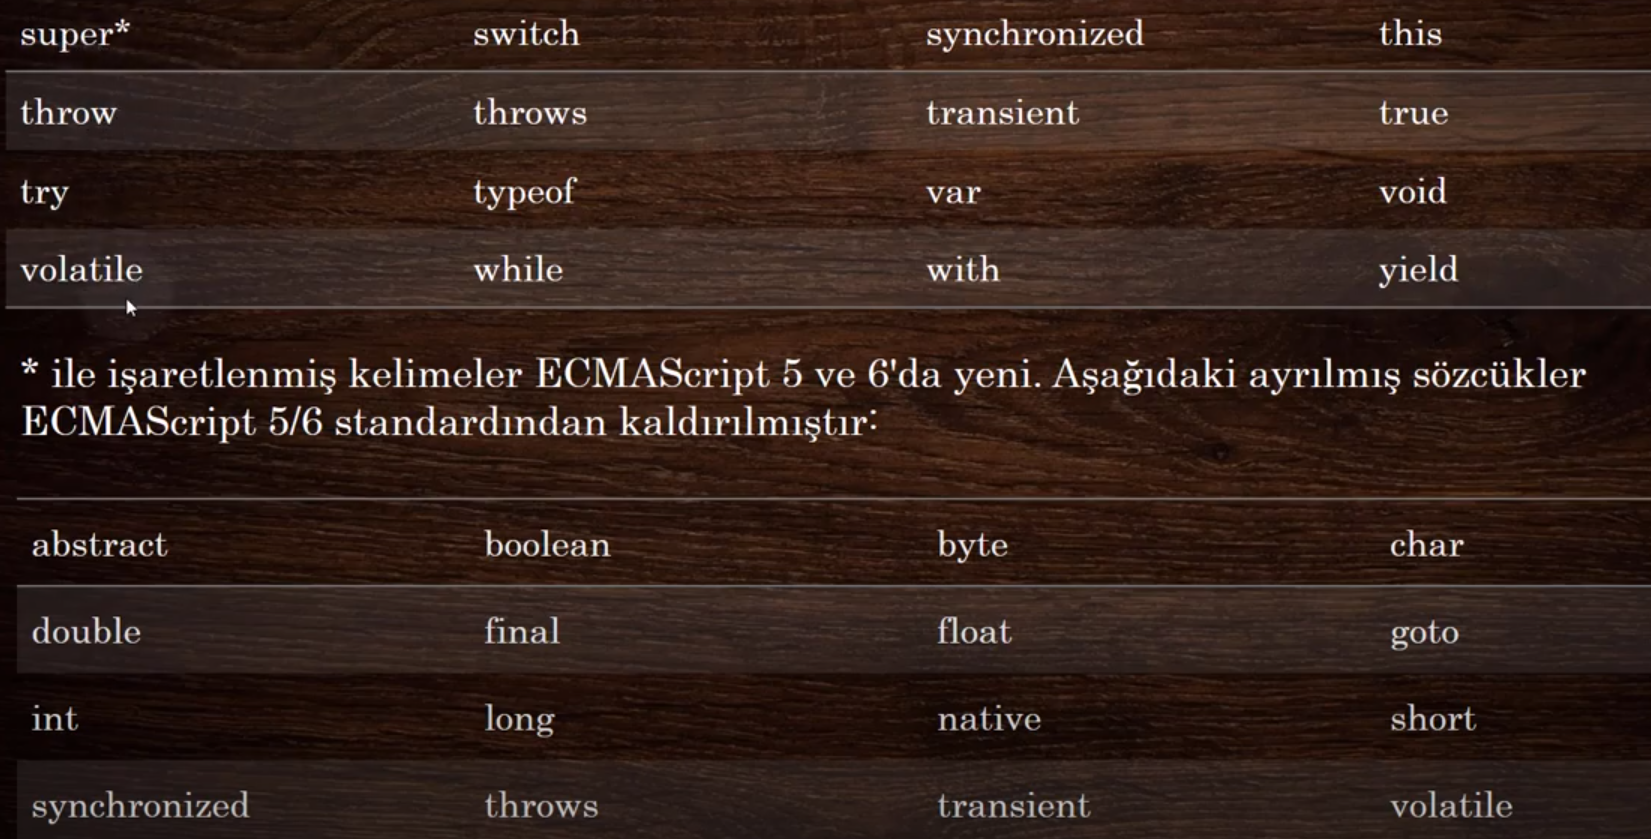 super* switch synchronized this
throw throws transient true
try typeof var void
volatile while with yield
* ile işaretlenmiş kelimeler ECMAScript 5 ve 6'da yeni. Aşağıdaki ayrılmış sözcükler
ECMAScript 5/6 standardından kaldırılmıştır:
abstract boolean byte char
double final float goto
int long native short
synchronized throws transient volatile